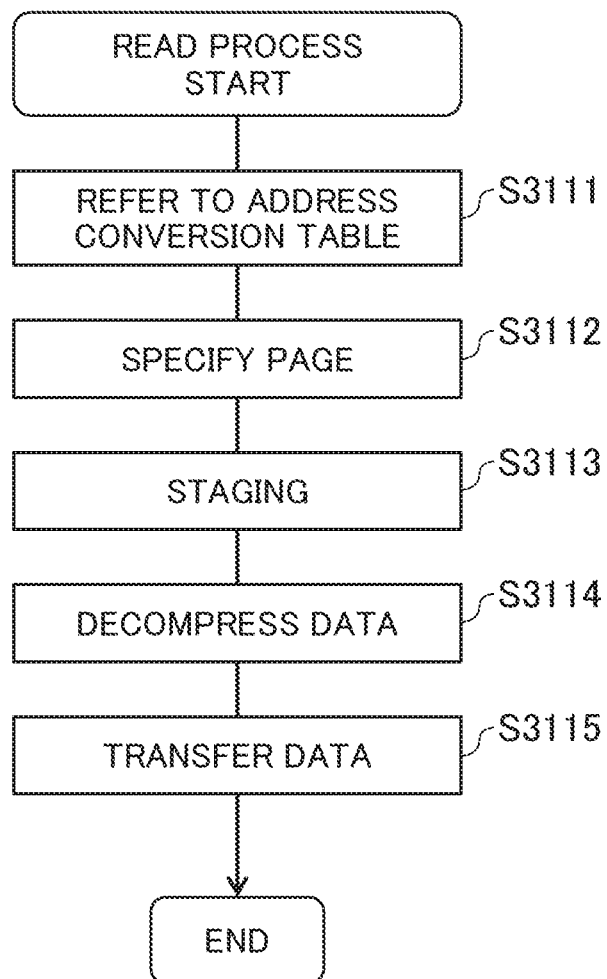 READ PROCESS
START
REFER TO ADDRESS
CONVERSION TABLE
S3111
SPECIFY PAGE
S3112
STAGING
S3113
DECOMPRESS DATA
S3114
TRANSFER DATA
S3115
END